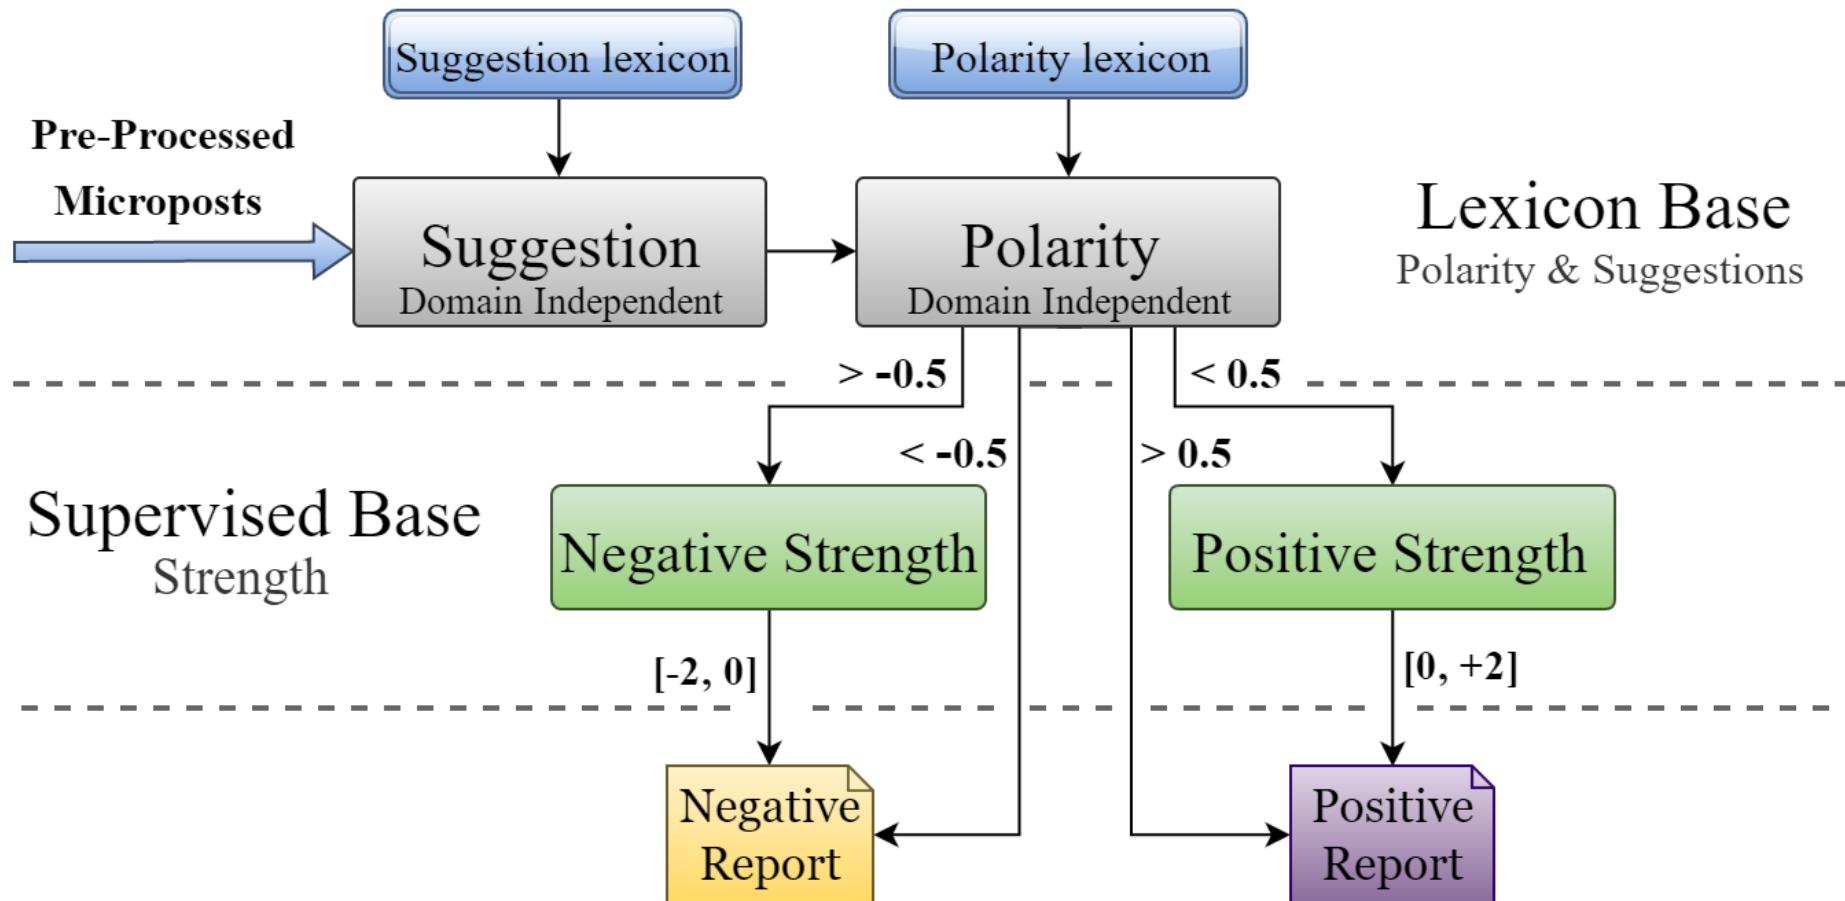 Suggestion lexicon
Polarity lexicon
Pre-Processed
Microposts
Suggestion
Domain Independent
Polarity
Domain Independent
Lexicon Base
Polarity & Suggestions
> -0.5
< 0.5
< -0.5
> 0.5
Supervised Base
Strength
Negative Strength
Positive Strength
[-2, 0]
[0, +2]
Negative
Report
Positive
Report